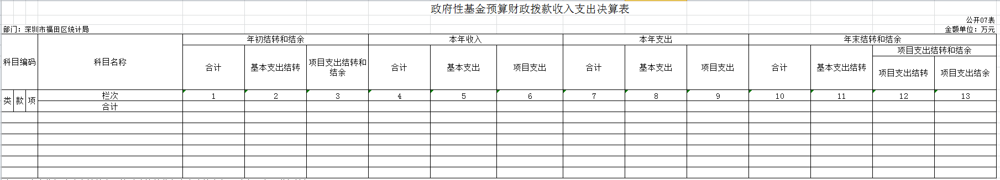 政府性基金预算财政拨款收入支出决算表
公开07表
部门：深圳市福田区统计局 金额单位：万元
科目编码 科目名称 年初结转和结余 本年收入 本年支出 年末结转和结余
合计 基本支出结转 项目支出结转和结余 合计 基本支出 项目支出 合计 基本支出 项目支出 合计 基本支出结转 项目支出结转和结余
项目支出结转 项目支出结余
类 款 项 栏次 1 2 3 4 5 6 7 8 9 10 11 12 13
合计